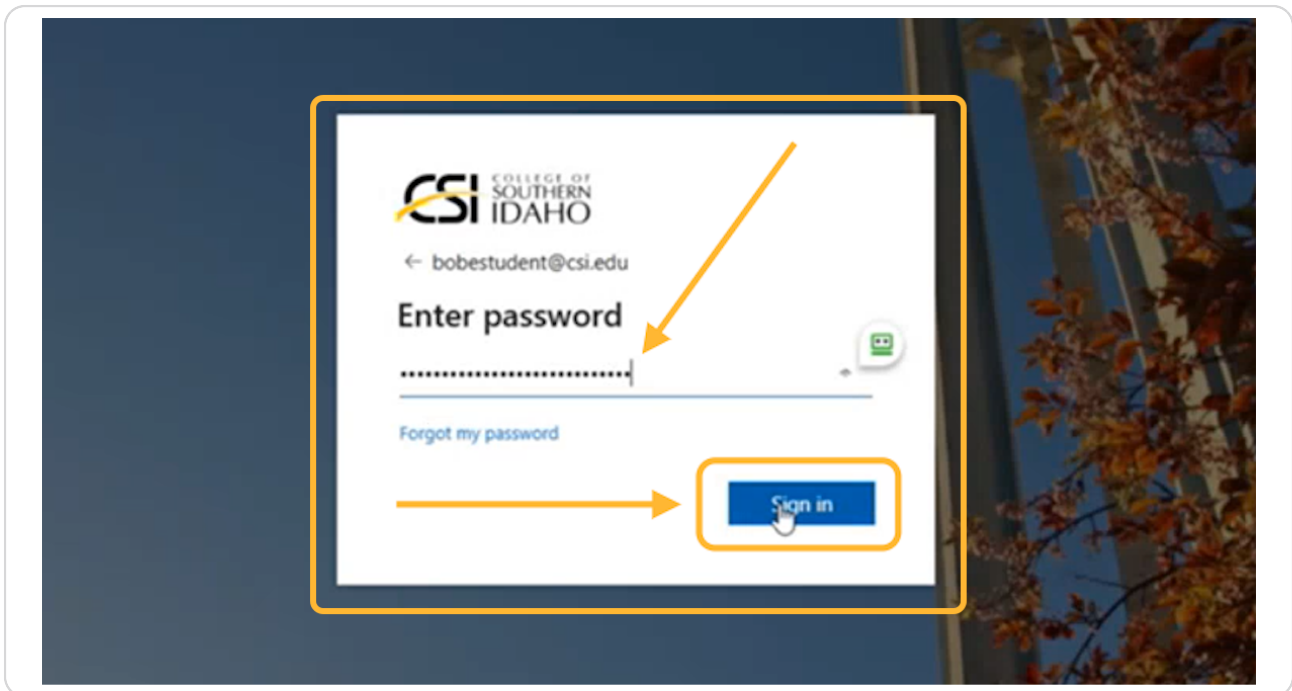 CSI
COLLEGE OF
SOUTHERN
IDAHO
← bobestudent@csi.edu
Enter password
Forgot my password
Sign in